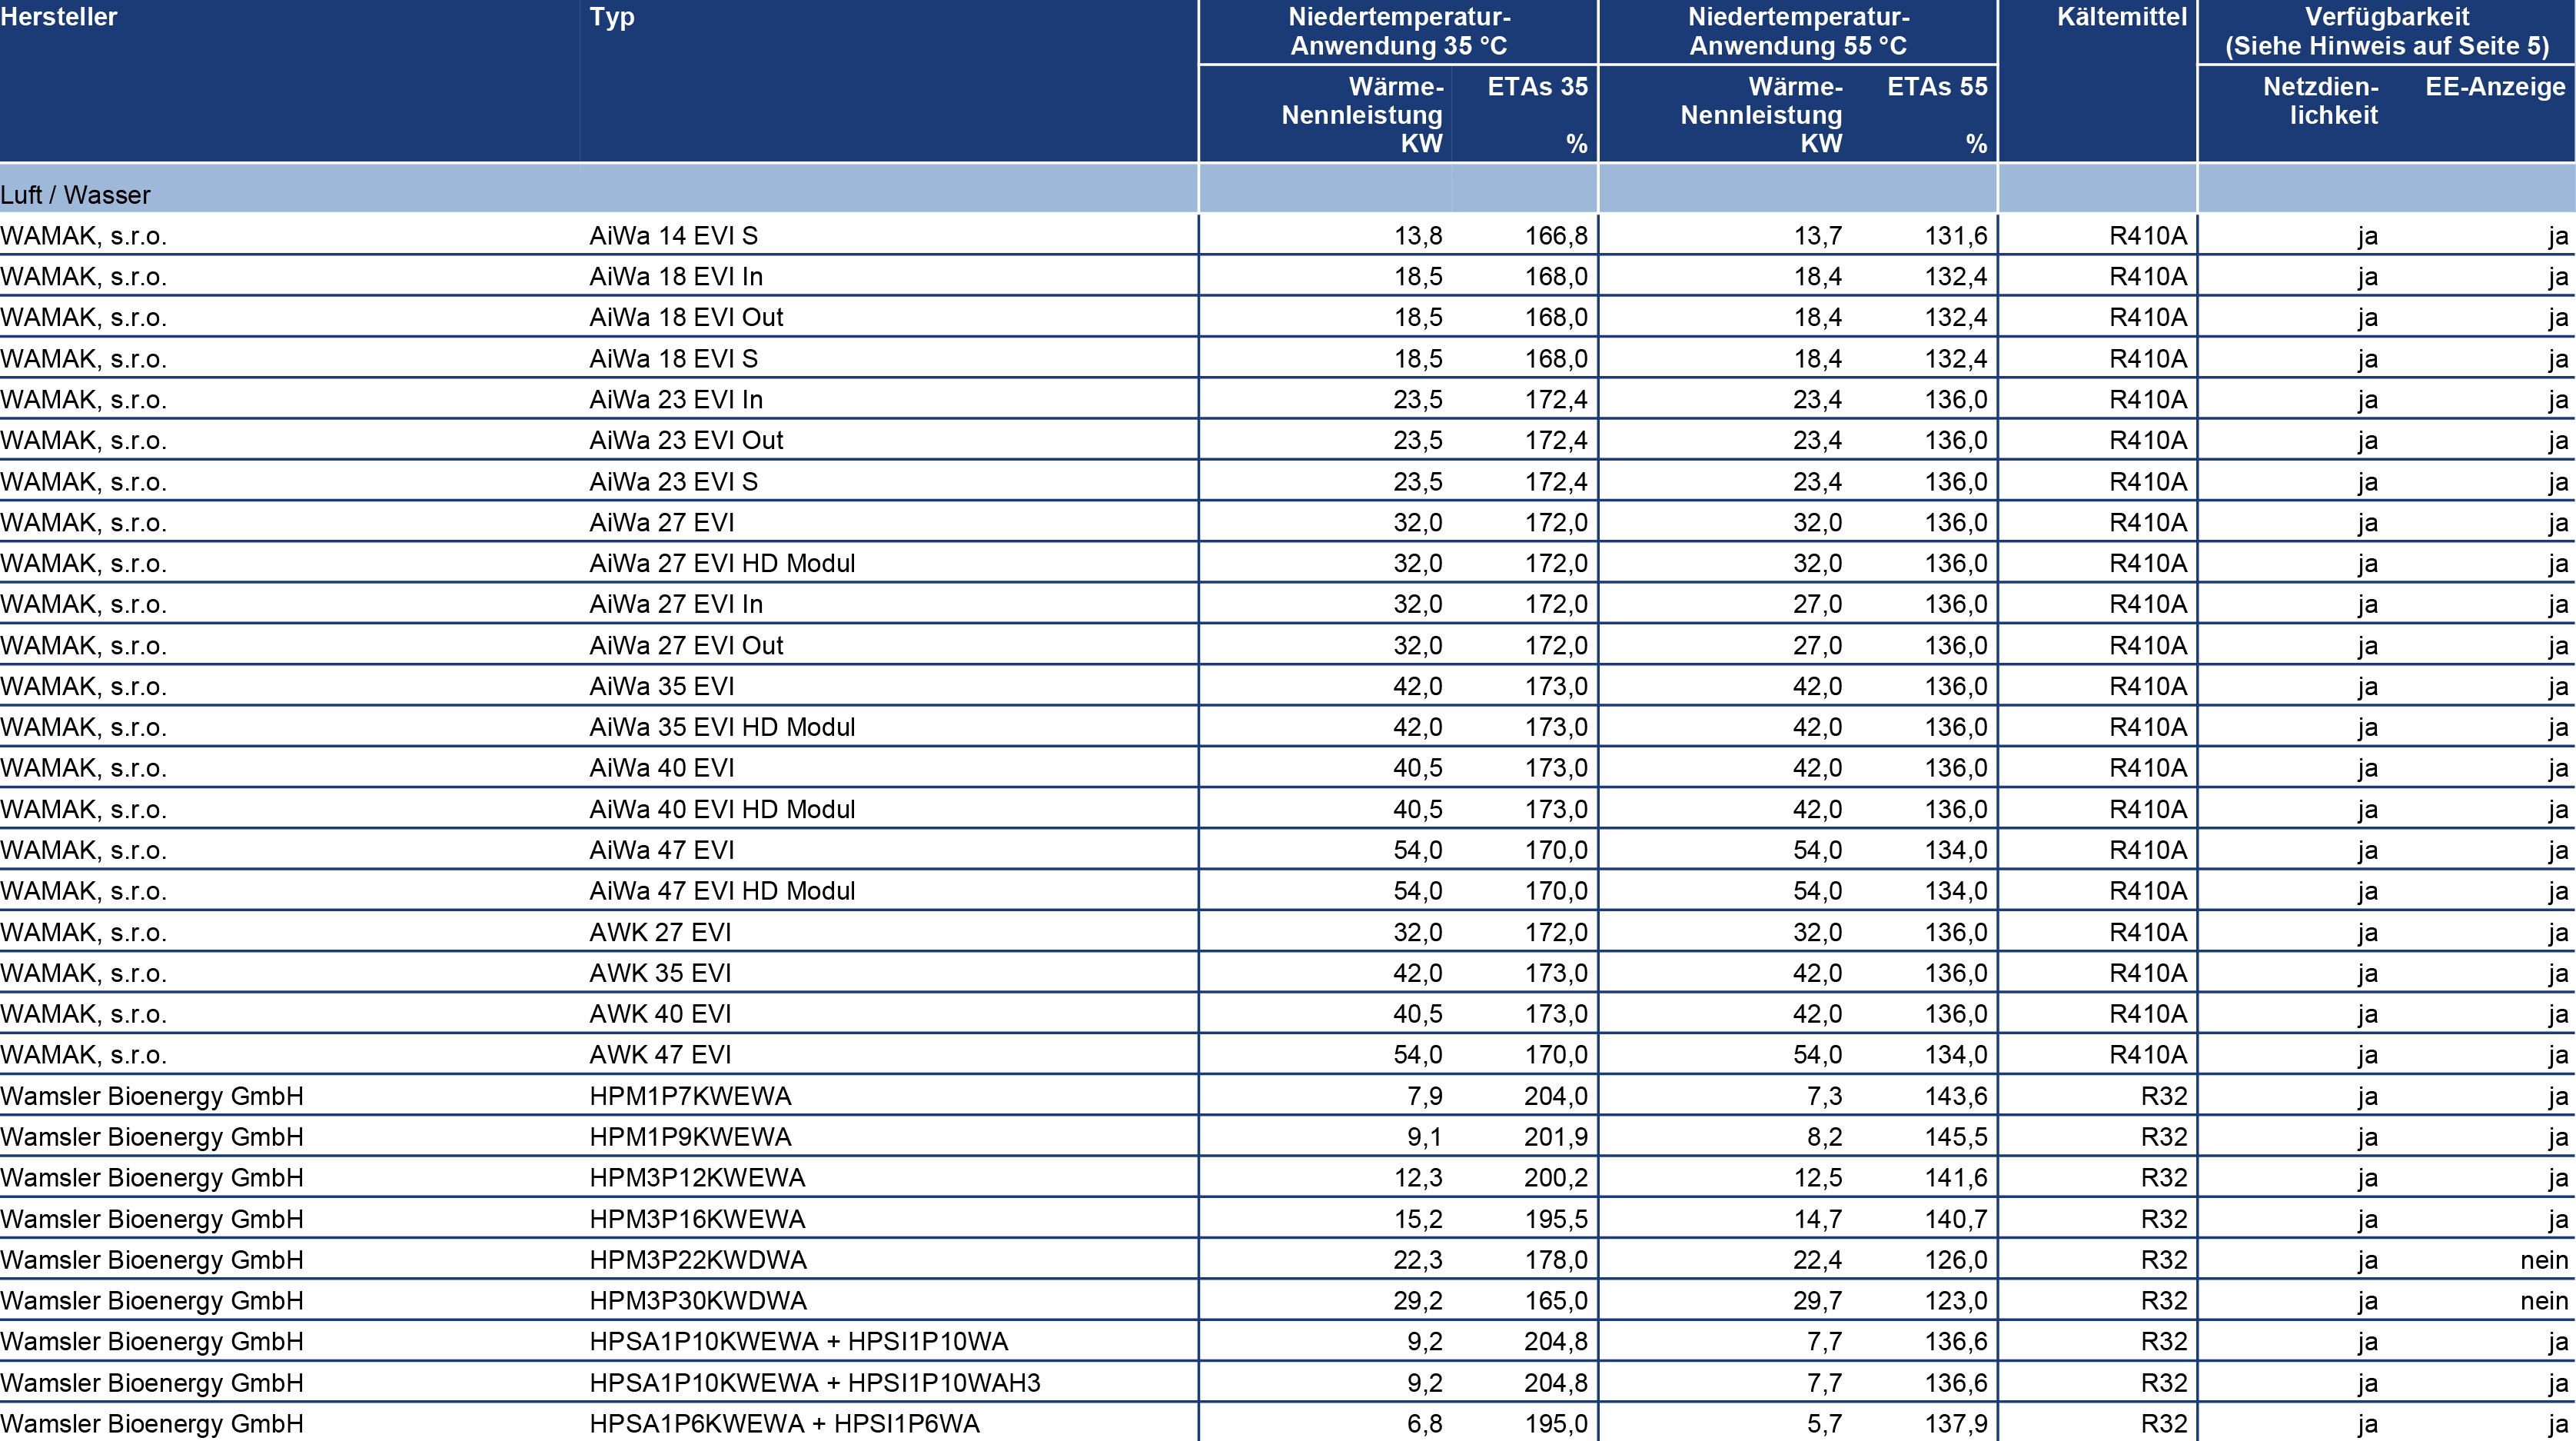 Hersteller Typ Niedertemperatur- Niedertemperatur- Kältemittel Verfügbarkeit
Anwendung 35 °C Anwendung 55 °C (Siehe Hinweis auf Seite 5)
Wärme- ETAs 35 Wärme- ETAs 55 Netzdien- EE-Anzeige
Nennleistung Nennleistung lichkeit
KW % KW %
Luft / Wasser
WAMAK, s.r.o. AiWa 14 EVI S 13,8 166,8 13,7 131,6 R410A ja ja
WAMAK, s.r.o. AiWa 18 EVI In 18,5 168,0 18,4 132,4 R410A ja ja
WAMAK, s.r.o. AiWa 18 EVI Out 18,5 168,0 18,4 132,4 R410A ja ja
WAMAK, s.r.o. AiWa 18 EVI S 18,5 168,0 18,4 132,4 R410A ja ja
WAMAK, s.r.o. AiWa 23 EVI In 23,5 172,4 23,4 136,0 R410A ja ja
WAMAK, s.r.o. AiWa 23 EVI Out 23,5 172,4 23,4 136,0 R410A ja ja
WAMAK, s.r.o. AiWa 23 EVI S 23,5 172,4 23,4 136,0 R410A ja ja
WAMAK, s.r.o. AiWa 27 EVI 32,0 172,0 32,0 136,0 R410A ja ja
WAMAK, s.r.o. AiWa 27 EVI HD Modul 32,0 172,0 32,0 136,0 R410A ja ja
WAMAK, s.r.o. AiWa 27 EVI In 32,0 172,0 27,0 136,0 R410A ja ja
WAMAK, s.r.o. AiWa 27 EVI Out 32,0 172,0 27,0 136,0 R410A ja ja
WAMAK, s.r.o. AiWa 35 EVI 42,0 173,0 42,0 136,0 R410A ja ja
WAMAK, s.r.o. AiWa 35 EVI HD Modul 42,0 173,0 42,0 136,0 R410A ja ja
WAMAK, s.r.o. AiWa 40 EVI 40,5 173,0 42,0 136,0 R410A ja ja
WAMAK, s.r.o. AiWa 40 EVI HD Modul 40,5 173,0 42,0 136,0 R410A ja ja
WAMAK, s.r.o. AiWa 47 EVI 54,0 170,0 54,0 134,0 R410A ja ja
WAMAK, s.r.o. AiWa 47 EVI HD Modul 54,0 170,0 54,0 134,0 R410A ja ja
WAMAK, s.r.o. AWK 27 EVI 32,0 172,0 32,0 136,0 R410A ja ja
WAMAK, s.r.o. AWK 35 EVI 42,0 173,0 42,0 136,0 R410A ja ja
WAMAK, s.r.o. AWK 40 EVI 40,5 173,0 42,0 136,0 R410A ja ja
WAMAK, s.r.o. AWK 47 EVI 54,0 170,0 54,0 134,0 R410A ja ja
Wamsler Bioenergy GmbH HPM1P7KWEWA 7,9 204,0 7,3 143,6 R32 ja ja
Wamsler Bioenergy GmbH HPM1P9KWEWA 9,1 201,9 8,2 145,5 R32 ja ja
Wamsler Bioenergy GmbH HPM3P12KWEWA 12,3 200,2 12,5 141,6 R32 ja ja
Wamsler Bioenergy GmbH HPM3P16KWEWA 15,2 195,5 14,7 140,7 R32 ja ja
Wamsler Bioenergy GmbH HPM3P22KWDWA 22,3 178,0 22,4 126,0 R32 ja nein
Wamsler Bioenergy GmbH HPM3P30KWDWA 29,2 165,0 29,7 123,0 R32 ja nein
Wamsler Bioenergy GmbH HPSA1P10KWEWA + HPSI1P10WA 9,2 204,8 7,7 136,6 R32 ja ja
Wamsler Bioenergy GmbH HPSA1P10KWEWA + HPSI1P10WAH3 9,2 204,8 7,7 136,6 R32 ja ja
Wamsler Bioenergy GmbH HPSA1P6KWEWA + HPSI1P6WA 6,8 195,0 5,7 137,9 R32 ja ja